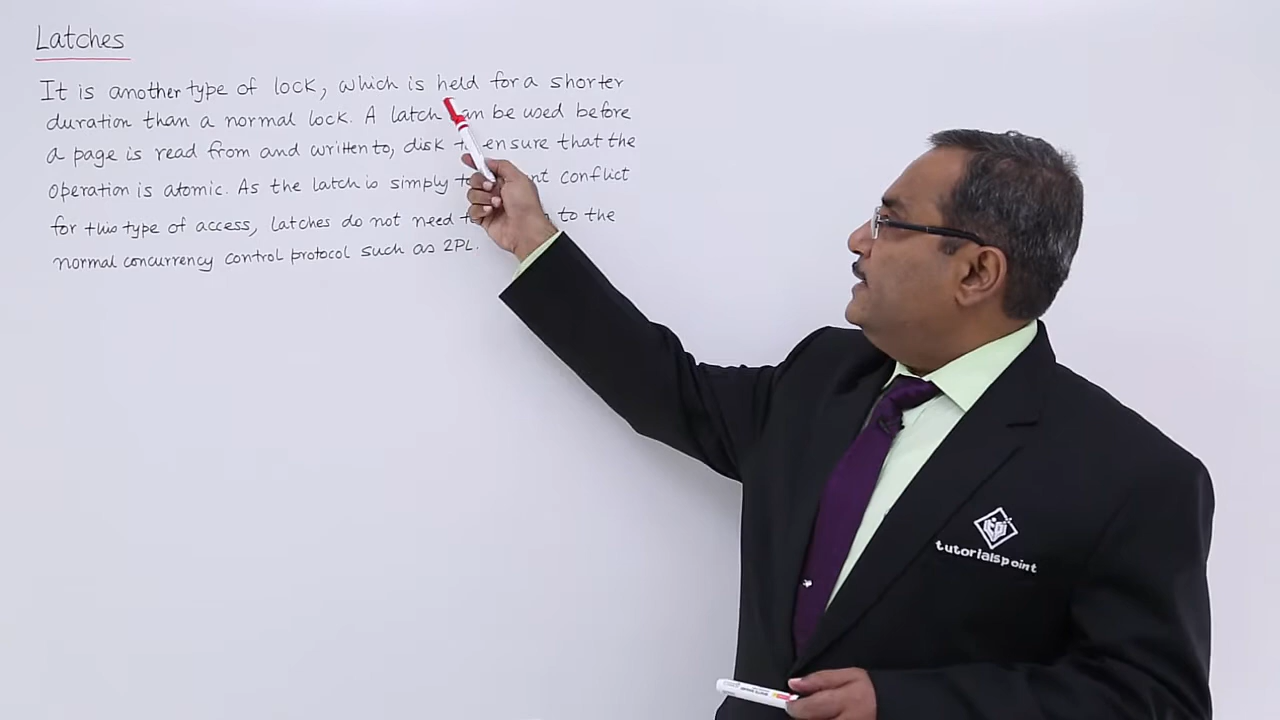 Latches
It is another type of lock, which is held for a shorter
duration than a normal lock. A latch can be used before
a page is read from and written to, disk to ensure that the
operation is atomic. As the latch is simply to conflict
for this type of access, latches do not need to the
normal concurrency control protocol such as 2PL.
tutorialspoint